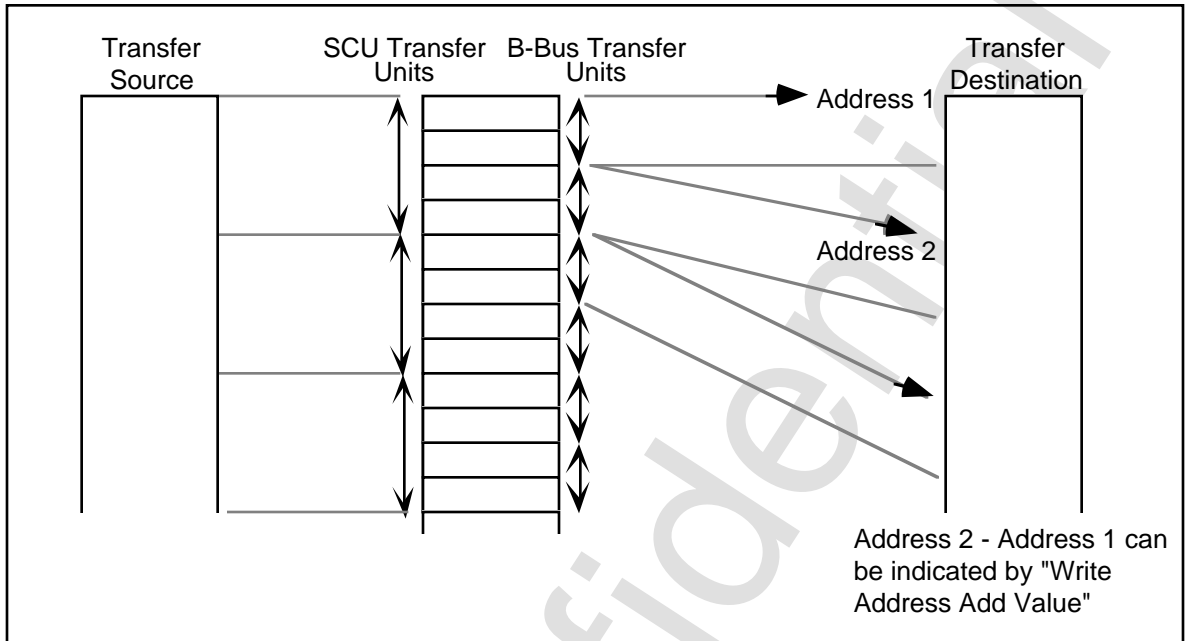 Transfer
Source
SCU Transfer
Units
B-Bus Transfer
Units
Transfer
Destination
Address 1
Address 2
Address 2 - Address 1 can
be indicated by "Write
Address Add Value"
fidential